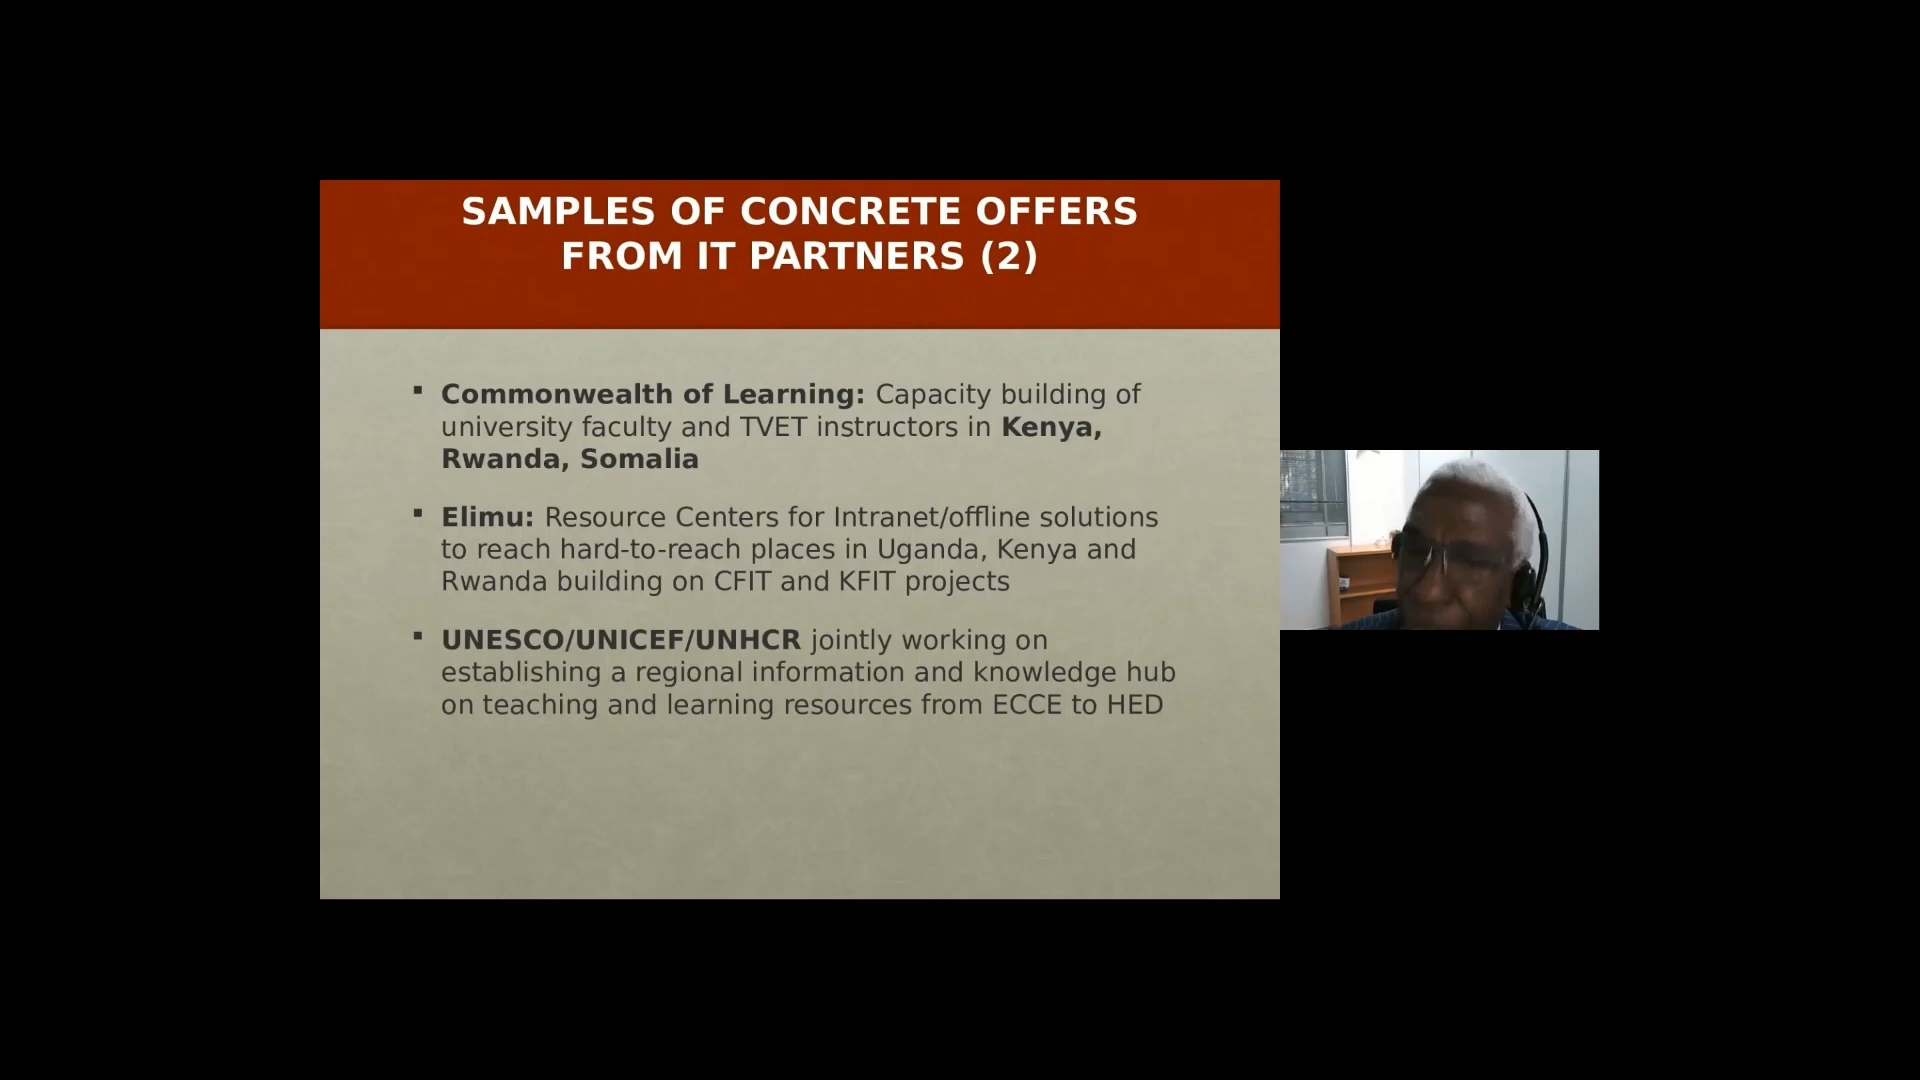 SAMPLES OF CONCRETE OFFERS
FROM IT PARTNERS (2)
▪ Commonwealth of Learning: Capacity building of
university faculty and TVET instructors in Kenya,
Rwanda, Somalia
▪ Elimu: Resource Centers for Intranet/offline solutions
to reach hard-to-reach places in Uganda, Kenya and
Rwanda building on CFIT and KFIT projects
▪ UNESCO/UNICEF/UNHCR jointly working on
establishing a regional information and knowledge hub
on teaching and learning resources from ECCE to HED